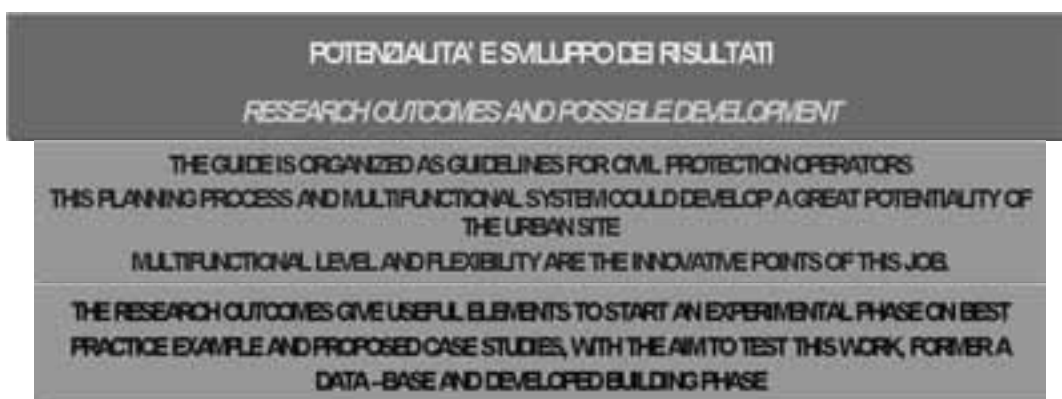 POTENZIALITA' E SVILUPPO DEI RISULTATI
RESEARCH OUTCOMES AND POSSIBLE DEVELOPMENT
THE GUIDE IS ORGANIZED AS GUIDELINES FOR CIVIL PROTECTION OPERATORS
THIS PLANNING PROCESS AND MULTIFUNCTIONAL SYSTEM COULD DEVELOP A GREAT POTENTIALITY OF
THE URBAN SITE
MULTIFUNCTIONAL LEVEL AND FLEXIBILITY ARE THE INNOVATIVE POINTS OF THIS JOB.
THE RESEARCH OUTCOMES GIVE USEFUL ELEMENTS TO START AN EXPERIMENTAL PHASE ON BEST
PRACTICE EXAMPLE AND PROPOSED CASE STUDIES, WITH THE AIM TO TEST THIS WORK, FORMER A
DATA –BASE AND DEVELOPED BUILDING PHASE